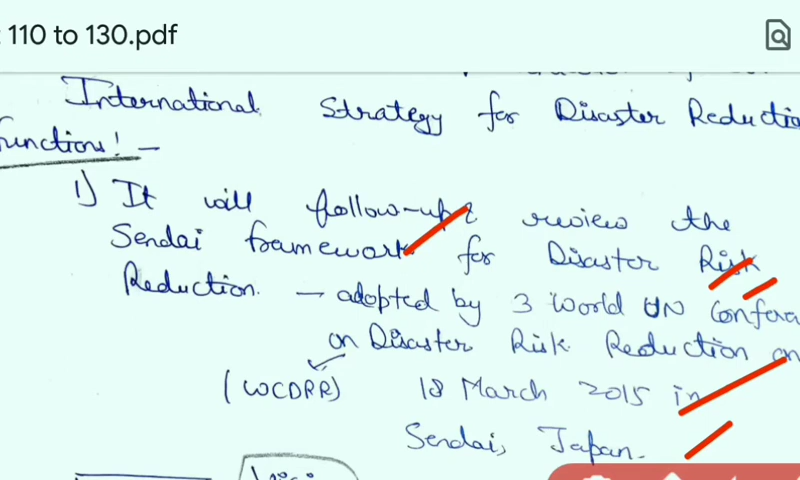 110 to 130.pdf
International Strategy for Disaster Reductio
functions! -
1) It will follow-up & review the
Sendai framework for Disaster Risk
Reduction. - adopted by 3 World UN Confera
on Disaster Risk Reduction on
(WCDRR) 18 March 2015 in
Sendai, Japan.